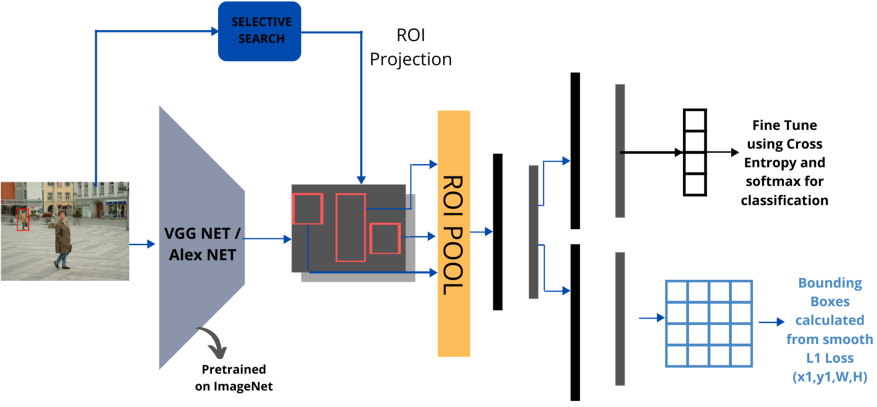 SELECTIVE
SEARCH
ROI
Projection
VGG NET /
Alex NET
Pretrained
on ImageNet
ROI POOL
Fine Tune
using Cross
Entropy and
softmax for
classification
Bounding
Boxes
calculated
from smooth
L1 Loss
(x1,y1,W,H)